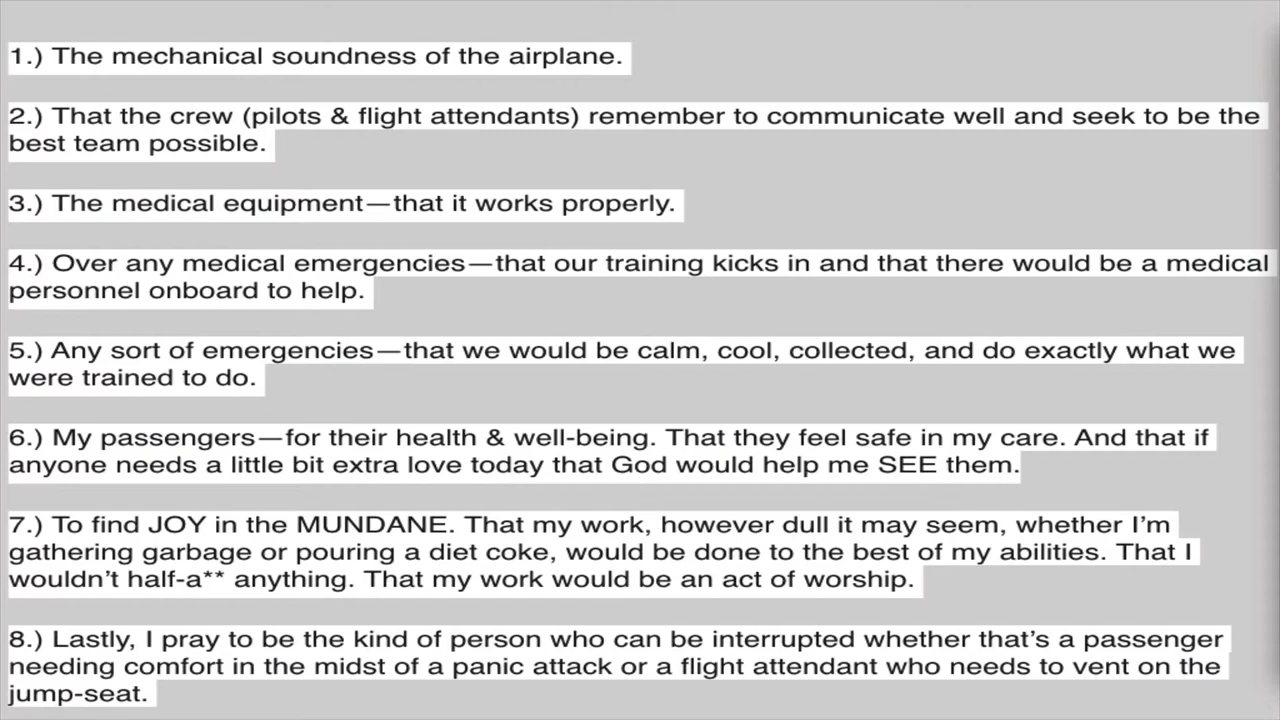 1.) The mechanical soundness of the airplane.
2.) That the crew (pilots & flight attendants) remember to communicate well and seek to be the
best team possible.
3.) The medical equipment—that it works properly.
4.) Over any medical emergencies—that our training kicks in and that there would be a medical
personnel onboard to help.
5.) Any sort of emergencies—that we would be calm, cool, collected, and do exactly what we
were trained to do.
6.) My passengers—for their health & well-being. That they feel safe in my care. And that if
anyone needs a little bit extra love today that God would help me SEE them.
7.) To find JOY in the MUNDANE. That my work, however dull it may seem, whether I’m
gathering garbage or pouring a diet coke, would be done to the best of my abilities. That I
wouldn’t half-a** anything. That my work would be an act of worship.
8.) Lastly, I pray to be the kind of person who can be interrupted whether that’s a passenger
needing comfort in the midst of a panic attack or a flight attendant who needs to vent on the
jump-seat.